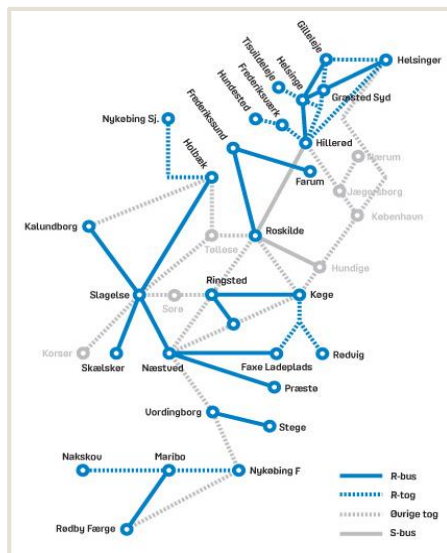 Gilleleje
Tisvildeleje
Helsinge
Helsingør
Frederiksværk
Hundested
Græsted Syd
Frederikssund
Nykøbing Sj.
Hillerød
Holbæk
Nærum
Farum
Jægersborg
København
Kalundborg
Roskilde
Tølløse
Hundige
Ringsted
Slagelse
Køge
Sorø
Korsør
Skælskør
Næstved
Faxe Ladeplads
Rødvig
Præstø
Vordingborg
Stege
Nakskov
Maribo
Nykøbing F
R-bus
R-tog
Øvrige tog
S-bus
Rødby Færge